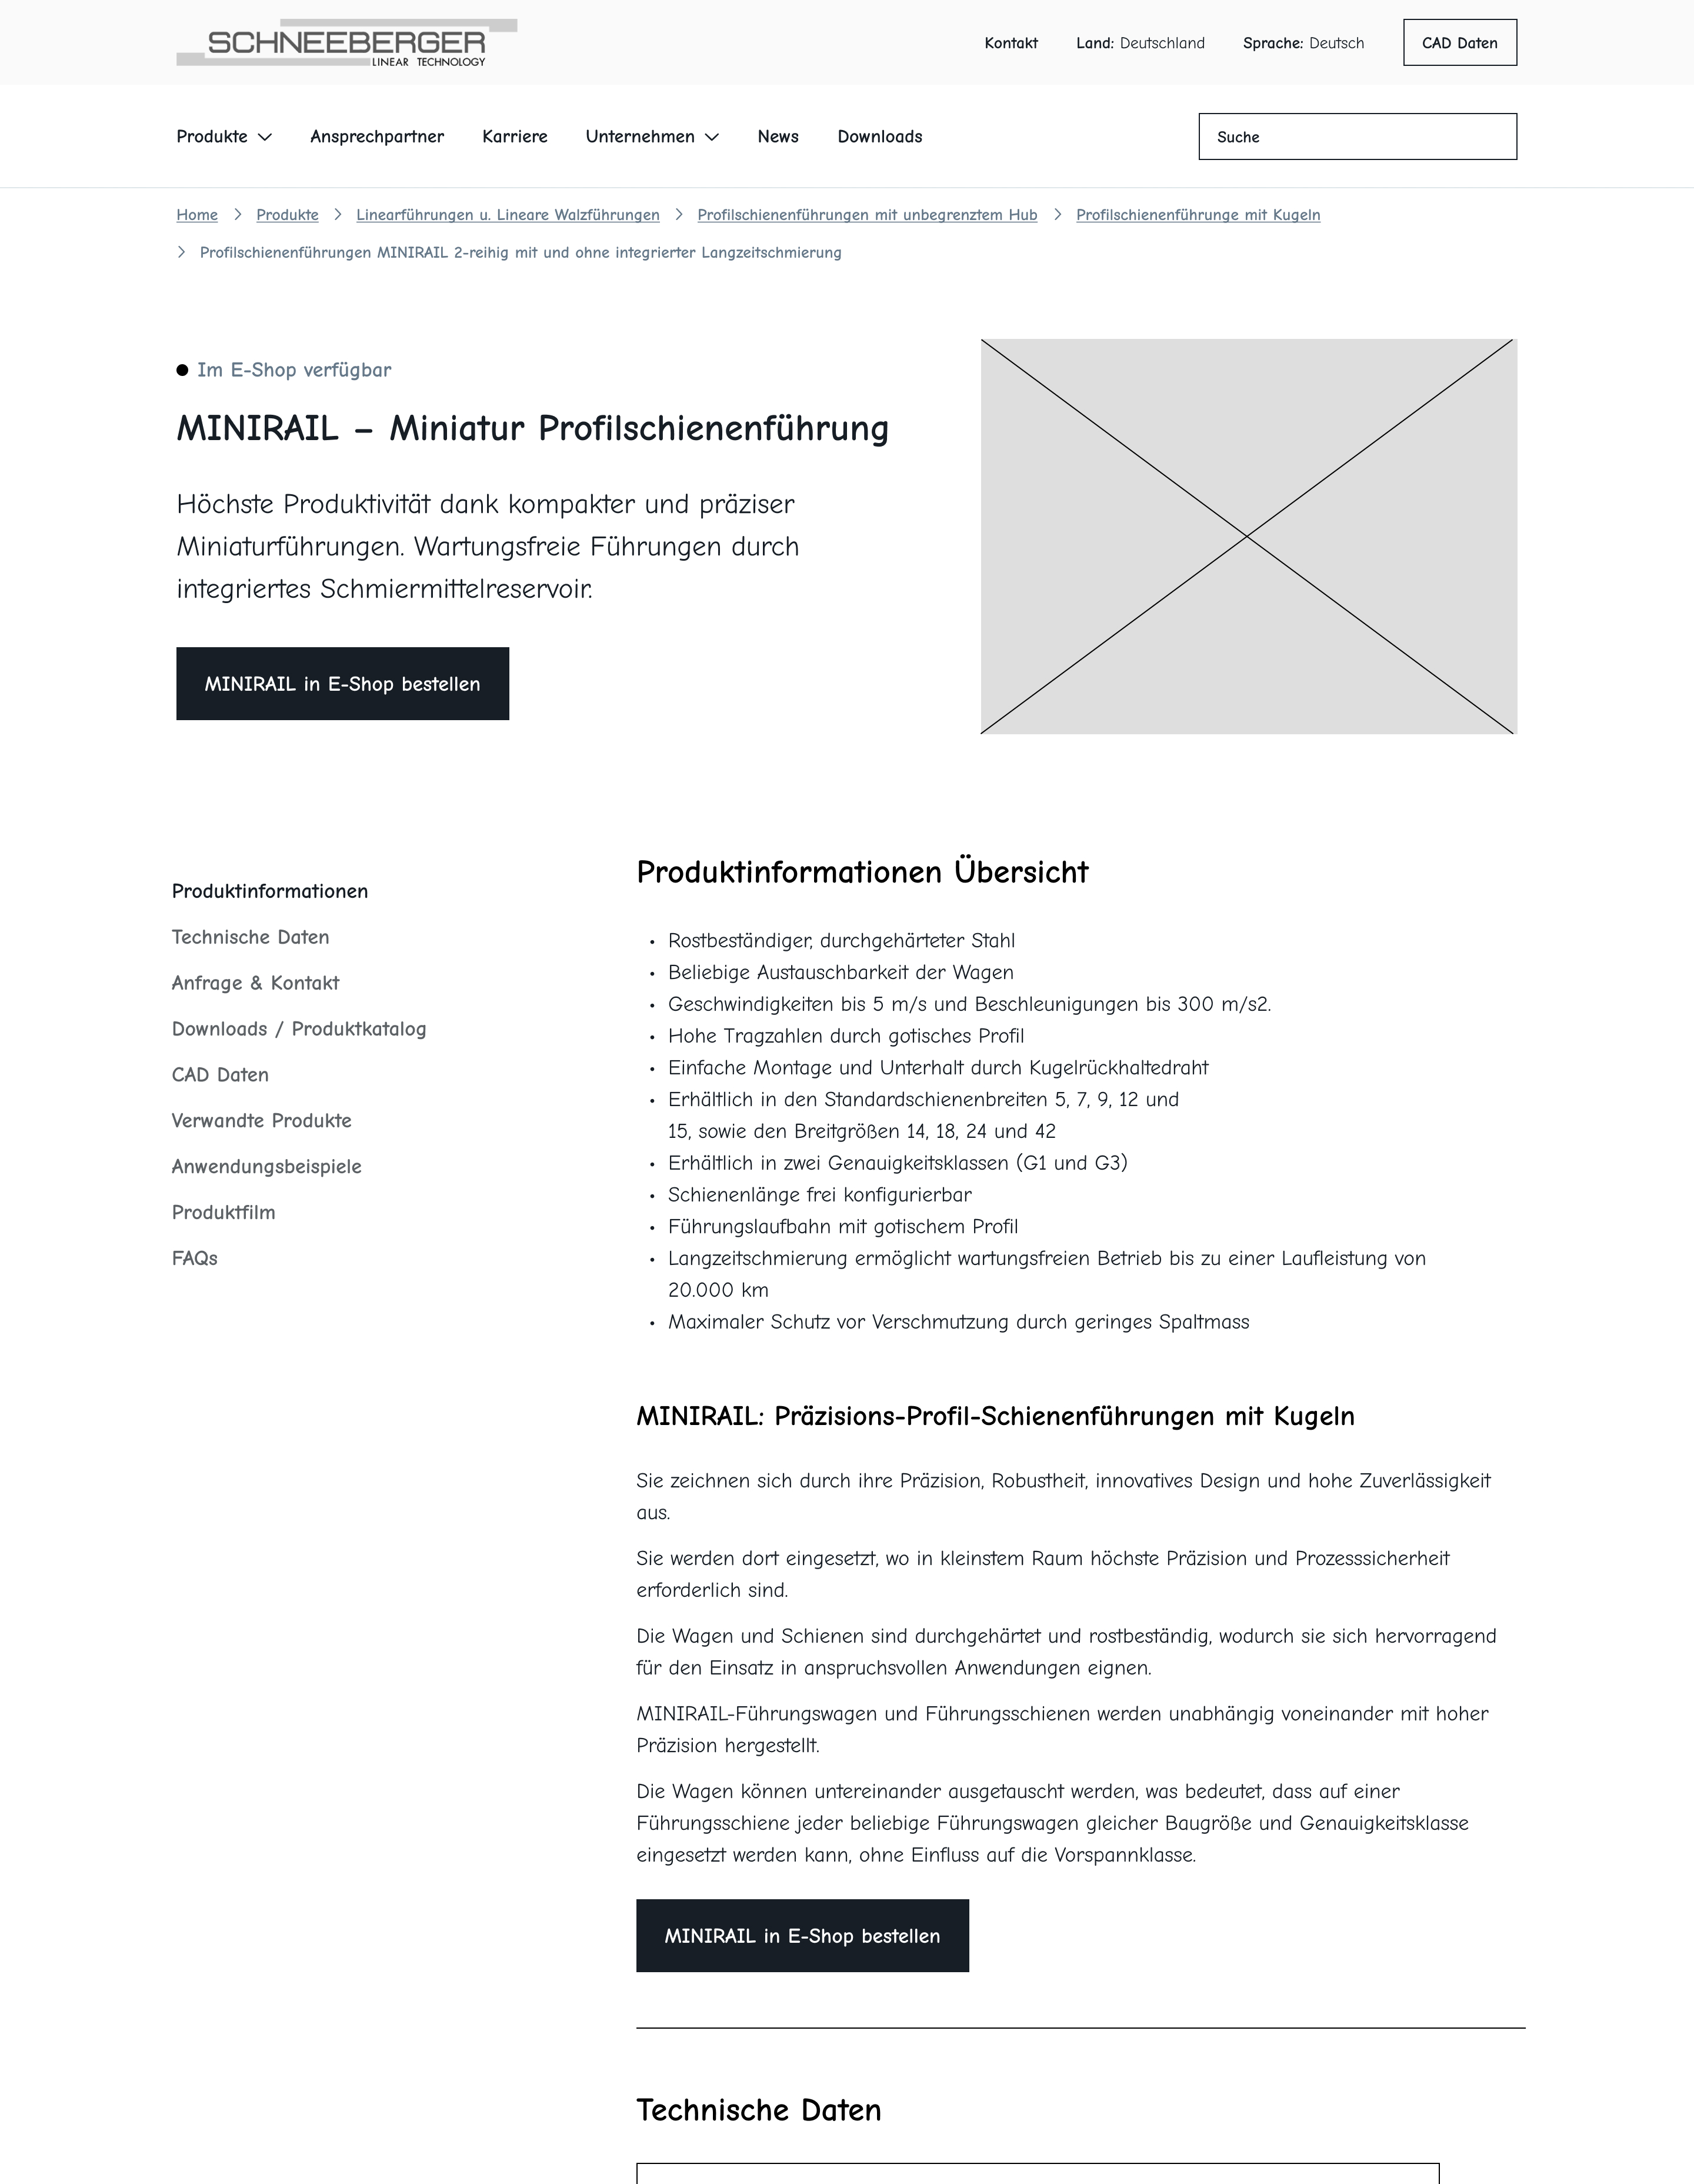 SCHNEEBERGER
LINEAR TECHNOLOGY
Kontakt
Land: Deutschland
Sprache: Deutsch
CAD Daten
Produkte
Ansprechpartner
Karriere
Unternehmen
News
Downloads
Suche
Home > Produkte > Linearführungen u. Lineare Walzführungen > Profilschienenführungen mit unbegrenztem Hub > Profilschienenführunge mit Kugeln
> Profilschienenführungen MINIRAIL 2-reihig mit und ohne integrierter Langzeitschmierung
Im E-Shop verfügbar
MINIRAIL – Miniatur Profilschienenführung
Höchste Produktivität dank kompakter und präziser
Miniaturführungen. Wartungsfreie Führungen durch
integriertes Schmiermittelreservoir.
MINIRAIL in E-Shop bestellen
Produktinformationen
Technische Daten
Anfrage & Kontakt
Downloads / Produktkatalog
CAD Daten
Verwandte Produkte
Anwendungsbeispiele
Produktfilm
FAQs
Produktinformationen Übersicht
• Rostbeständiger, durchgehärteter Stahl
• Beliebige Austauschbarkeit der Wagen
• Geschwindigkeiten bis 5 m/s und Beschleunigungen bis 300 m/s2.
• Hohe Tragzahlen durch gotisches Profil
• Einfache Montage und Unterhalt durch Kugelrückhaltedraht
• Erhältlich in den Standardschienenbreiten 5, 7, 9, 12 und
15, sowie den Breitgrößen 14, 18, 24 und 42
• Erhältlich in zwei Genauigkeitsklassen (G1 und G3)
• Schienenlänge frei konfigurierbar
• Führungslaufbahn mit gotischem Profil
• Langzeitschmierung ermöglicht wartungsfreien Betrieb bis zu einer Laufleistung von
20.000 km
• Maximaler Schutz vor Verschmutzung durch geringes Spaltmass
MINIRAIL: Präzisions-Profil-Schienenführungen mit Kugeln
Sie zeichnen sich durch ihre Präzision, Robustheit, innovatives Design und hohe Zuverlässigkeit
aus.
Sie werden dort eingesetzt, wo in kleinstem Raum höchste Präzision und Prozesssicherheit
erforderlich sind.
Die Wagen und Schienen sind durchgehärtet und rostbeständig, wodurch sie sich hervorragend
für den Einsatz in anspruchsvollen Anwendungen eignen.
MINIRAIL-Führungswagen und Führungsschienen werden unabhängig voneinander mit hoher
Präzision hergestellt.
Die Wagen können untereinander ausgetauscht werden, was bedeutet, dass auf einer
Führungsschiene jeder beliebige Führungswagen gleicher Baugröße und Genauigkeitsklasse
eingesetzt werden kann, ohne Einfluss auf die Vorspannklasse.
MINIRAIL in E-Shop bestellen
Technische Daten